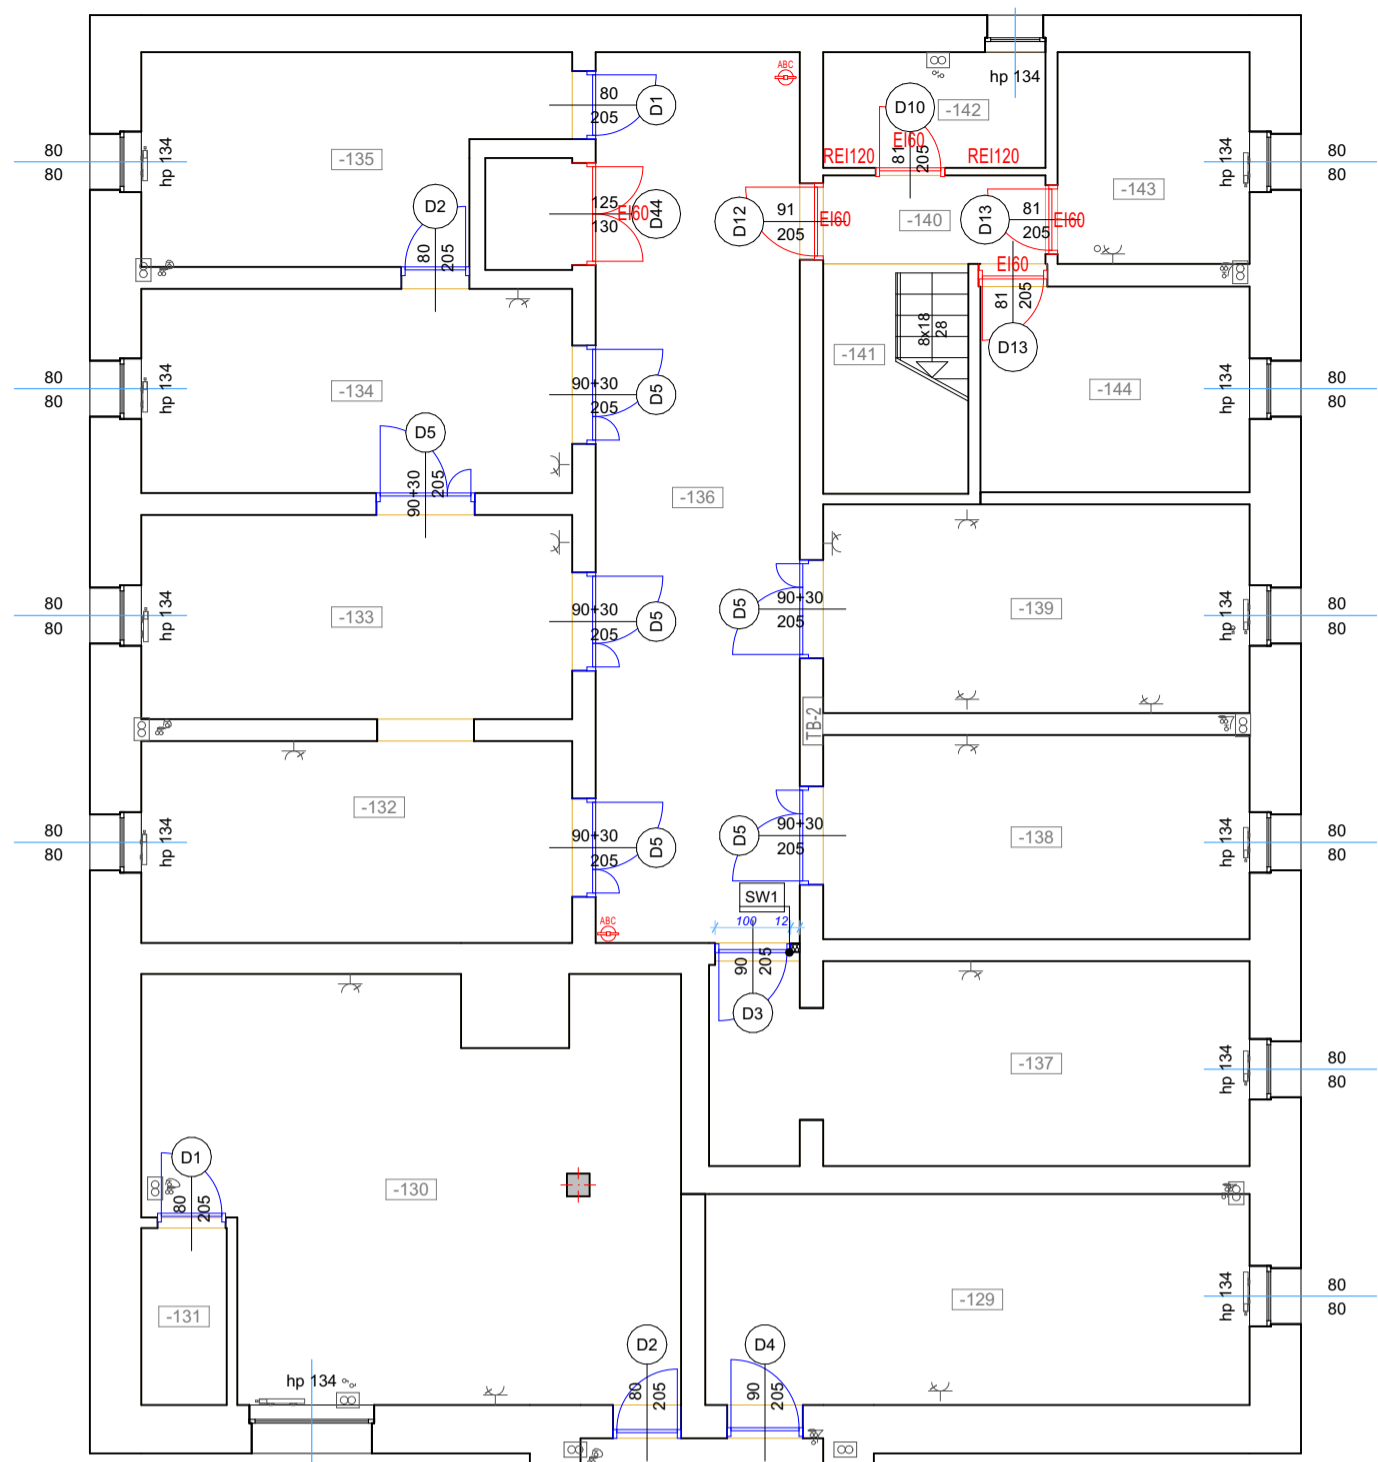 ABC
hp 134
80
205
D1
D10
-142
EI60
81
205
REI120
REI120
80
80
hp 134
-135
hp 134
-143
80
80
D2
80
205
125
130
EI60
D44
D12
91
205
EI60
-140
D13
81
205
EI60
EI60
81
205
D13
8x18
28
-141
80
80
hp 134
-134
90+30
205
D5
-144
hp 134
80
80
D5
90+30
205
-136
80
80
hp 134
-133
90+30
205
D5
D5
90+30
205
-139
hp 134
80
80
TB-2
80
80
hp 134
-132
90+30
205
D5
D5
90+30
205
-138
hp 134
80
80
SW1
ABC
100
12
90
205
D3
-137
hp 134
80
80
D1
80
205
-130
-131
-129
hp 134
80
80
hp 134
D2
80
205
D4
90
205